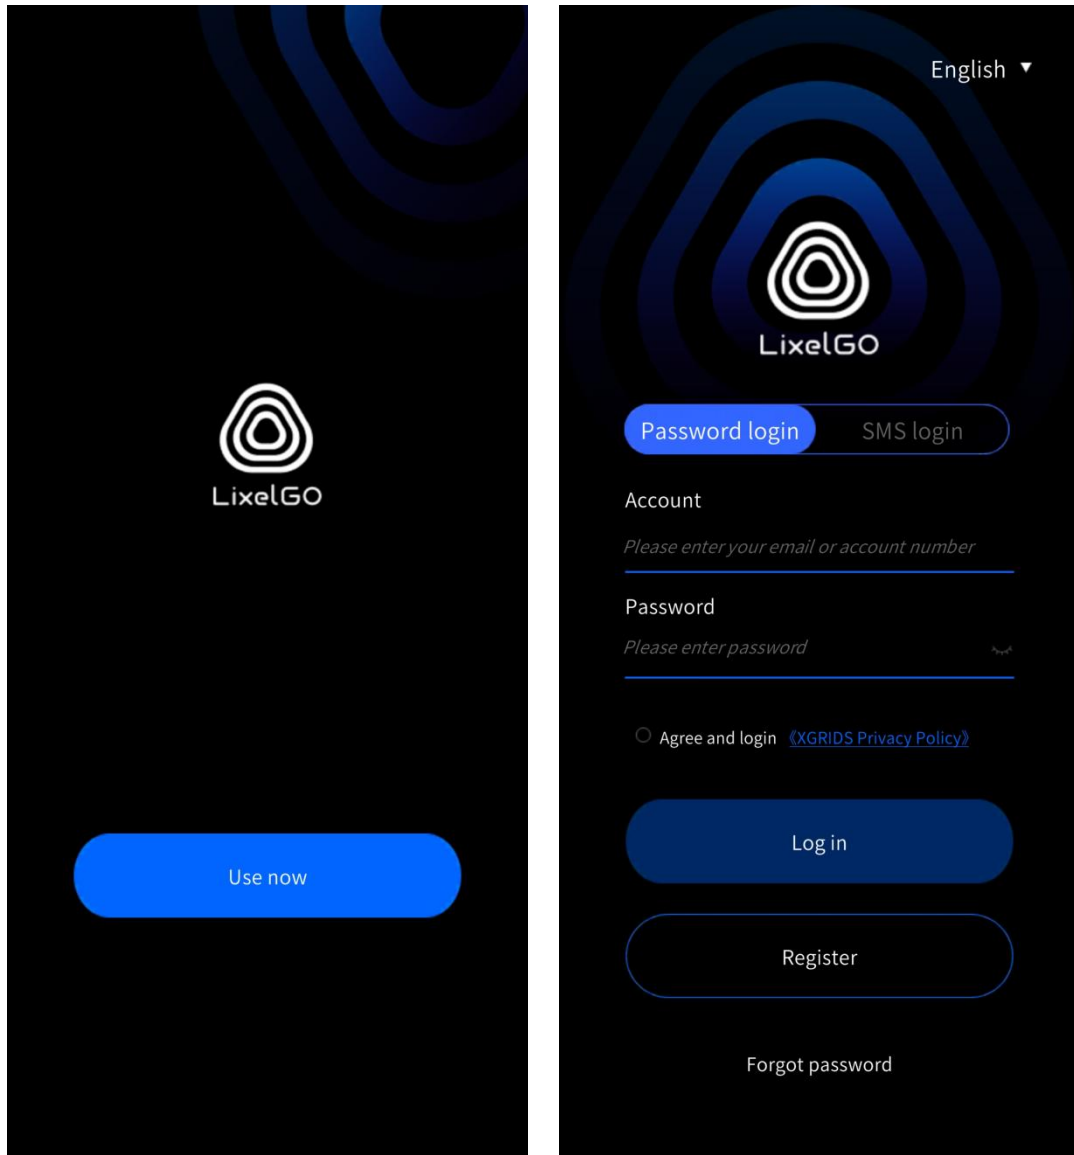 LixelGO
Use now
English
LixelGO
Password login SMS login
Account
Please enter your email or account number
Password
Please enter password
Agree and login 《XGRIDS Privacy Policy》
Log in
Register
Forgot password